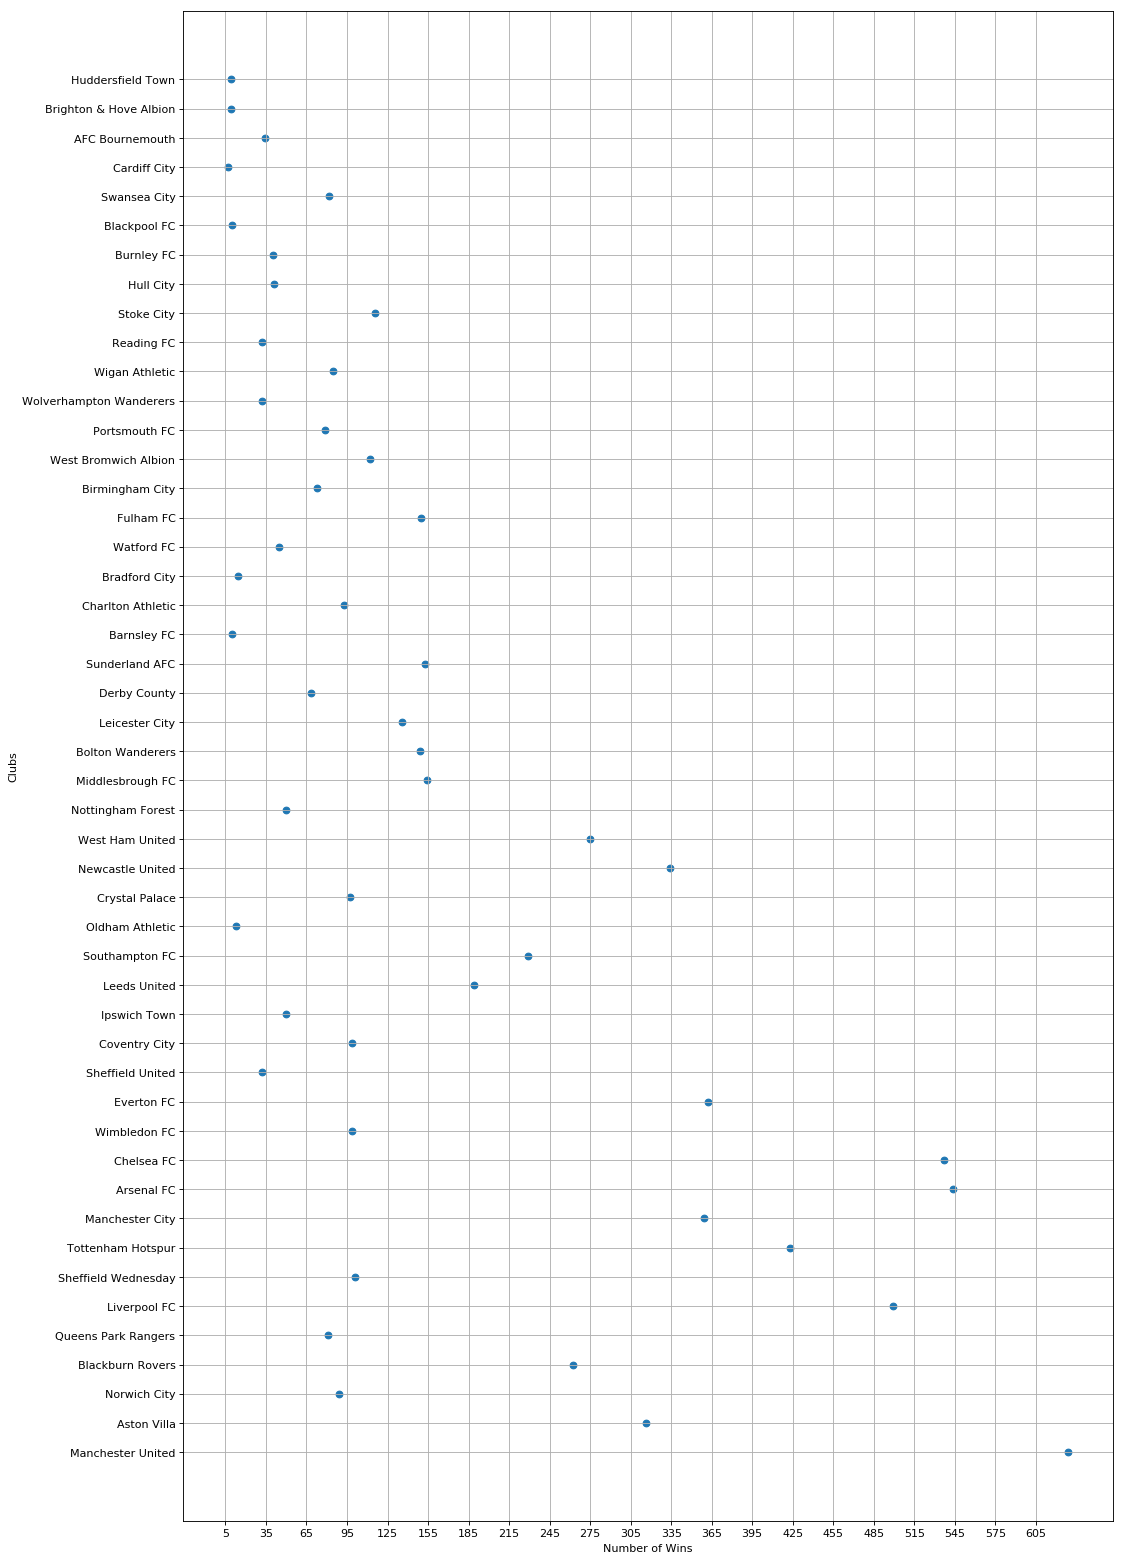 Huddersfield Town
Brighton & Hove Albion
AFC Bournemouth
Cardiff City
Swansea City
Blackpool FC
Burnley FC
Hull City
Stoke City
Reading FC
Wigan Athletic
Wolverhampton Wanderers
Portsmouth FC
West Bromwich Albion
Birmingham City
Fulham FC
Watford FC
Bradford City
Charlton Athletic
Barnsley FC
Sunderland AFC
Derby County
Leicester City
Bolton Wanderers
Middlesbrough FC
Nottingham Forest
West Ham United
Newcastle United
Crystal Palace
Oldham Athletic
Southampton FC
Leeds United
Ipswich Town
Coventry City
Sheffield United
Everton FC
Wimbledon FC
Chelsea FC
Arsenal FC
Manchester City
Tottenham Hotspur
Sheffield Wednesday
Liverpool FC
Queens Park Rangers
Blackburn Rovers
Norwich City
Aston Villa
Manchester United
Clubs
5 35 65 95 125 155 185 215 245 275 305 335 365 395 425 455 485 515 545 575 605
Number of Wins